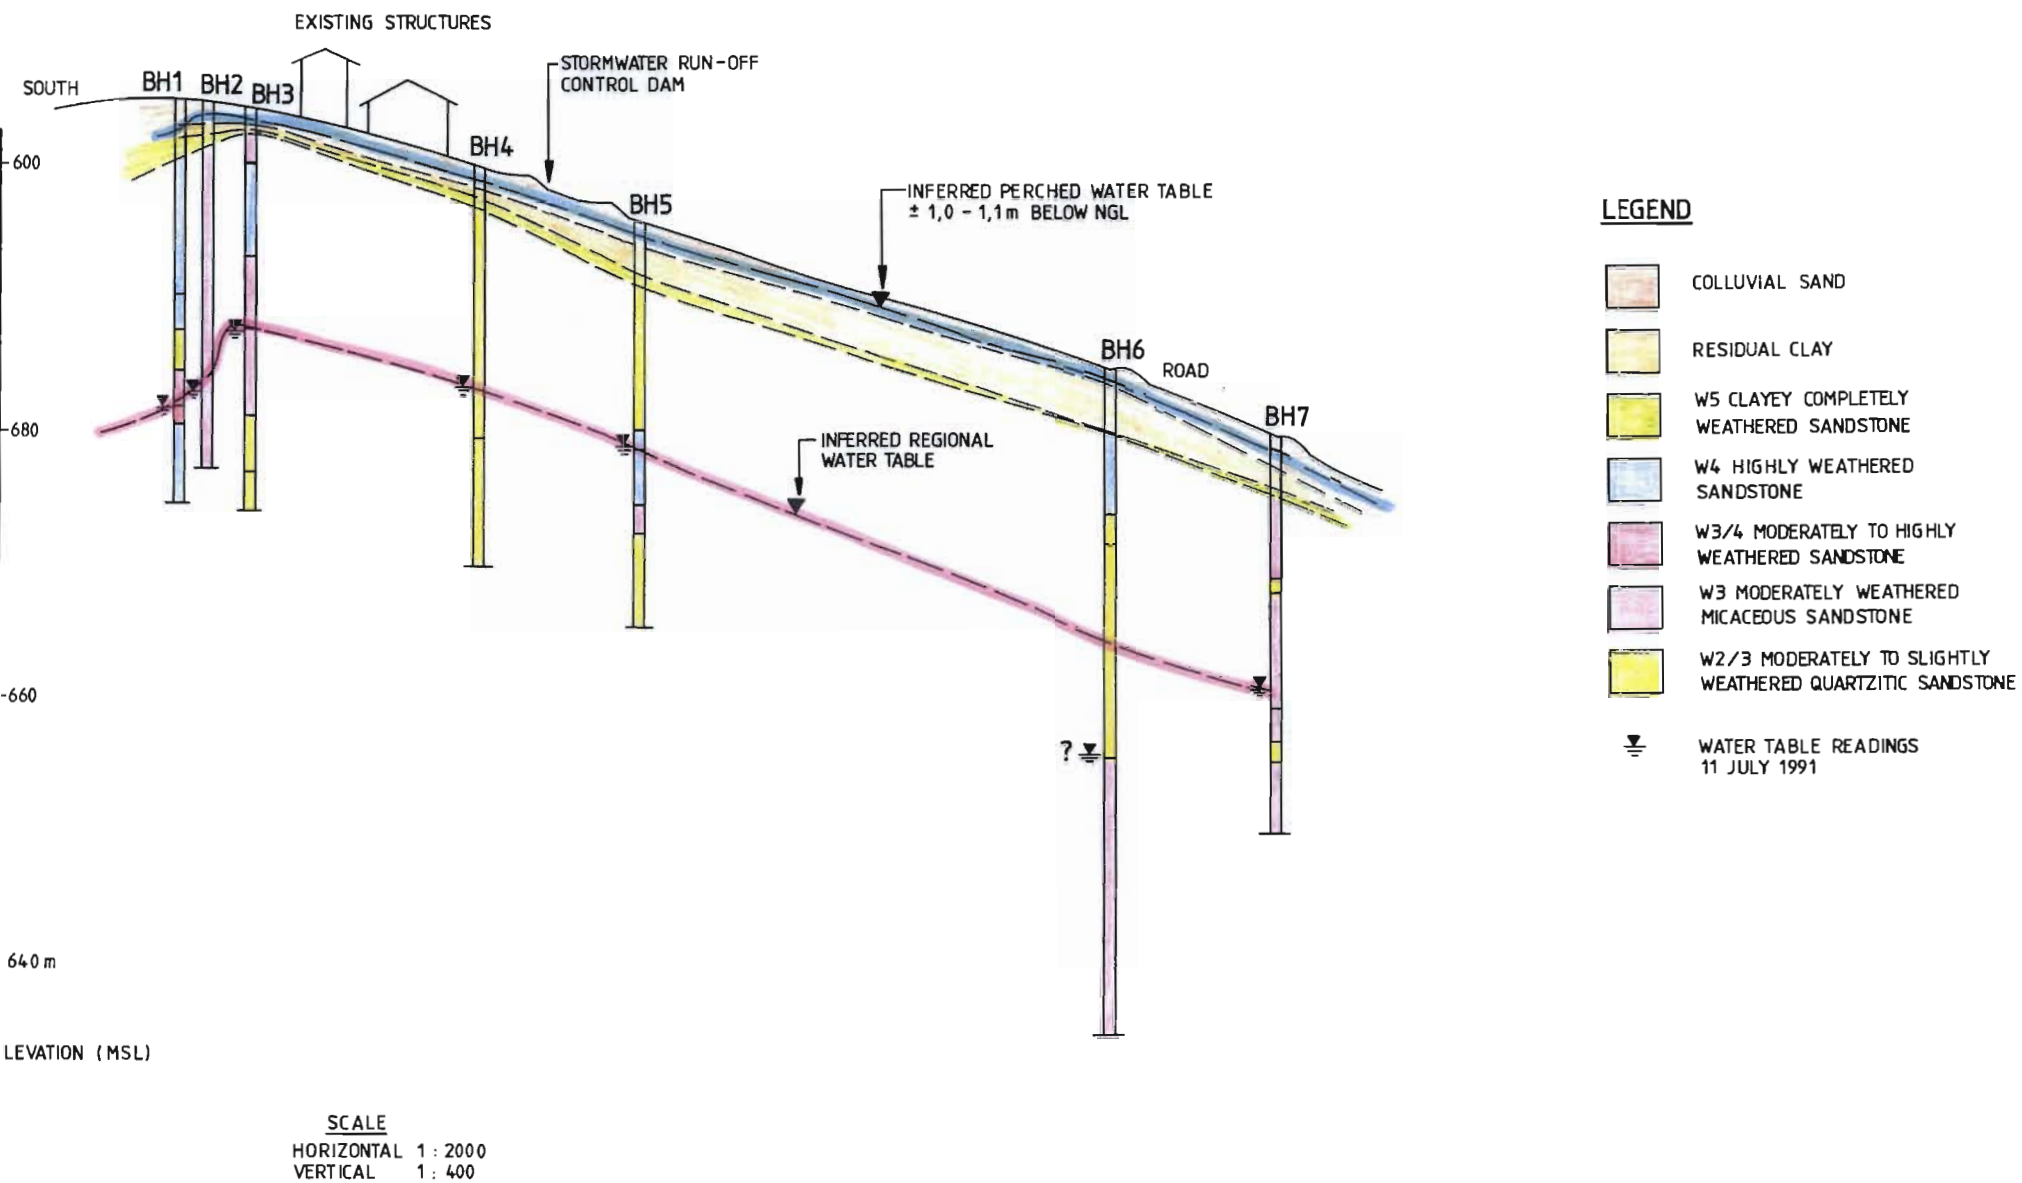 EXISTING STRUCTURES
STORMWATER RUN-OFF
CONTROL DAM
SOUTH
BH1
BH2
BH3
BH4
BH5
600
INFERRED PERCHED WATER TABLE
± 1,0 - 1,1m BELOW NGL
BH6
ROAD
BH7
680
INFERRED REGIONAL
WATER TABLE
660
?
640m
LEVATION (MSL)
SCALE
HORIZONTAL 1 : 2000
VERTICAL 1 : 400
LEGEND
COLLUVIAL SAND
RESIDUAL CLAY
W5 CLAYEY COMPLETELY
WEATHERED SANDSTONE
W4 HIGHLY WEATHERED
SANDSTONE
W3/4 MODERATELY TO HIGHLY
WEATHERED SANDSTONE
W3 MODERATELY WEATHERED
MICACEOUS SANDSTONE
W2/3 MODERATELY TO SLIGHTLY
WEATHERED QUARTZITIC SANDSTONE
WATER TABLE READINGS
11 JULY 1991